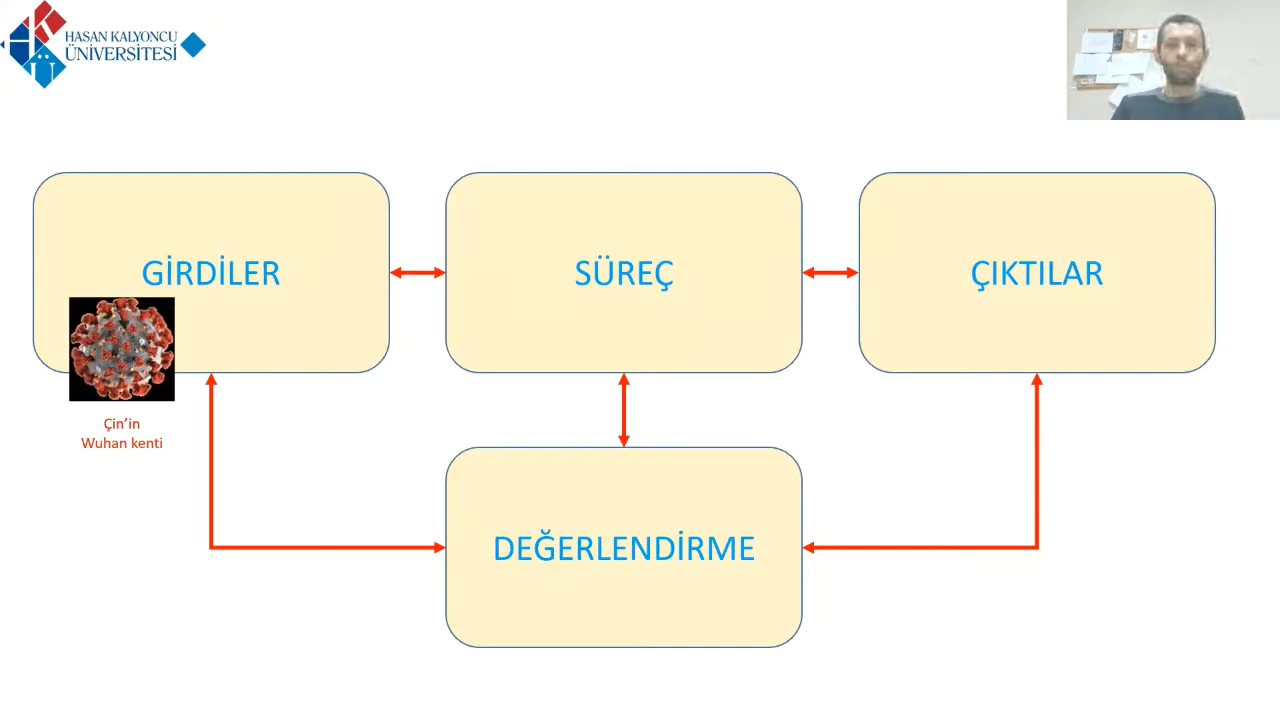 HASAN KALYONCU
ÜNİVERSİTESİ
GİRDİLER
SÜREÇ
ÇIKTILAR
Çin’in
Wuhan kenti
DEĞERLENDİRME